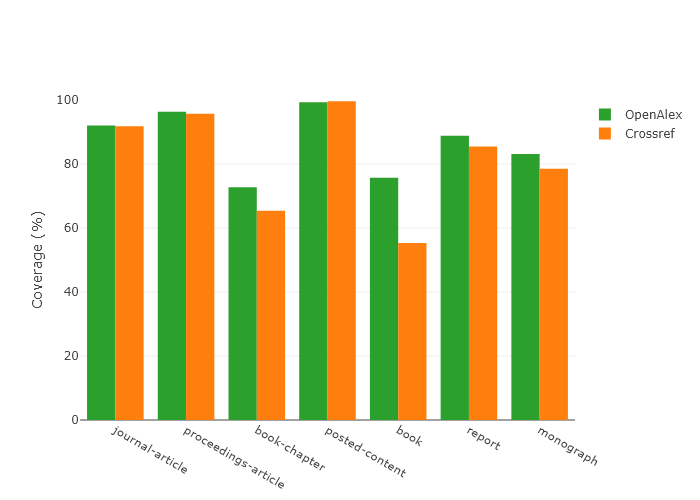 100
80
60
40
20
0
Coverage (%)
journal-article
proceedings-article
book-chapter
posted-content
book
report
monograph
OpenAlex
Crossref